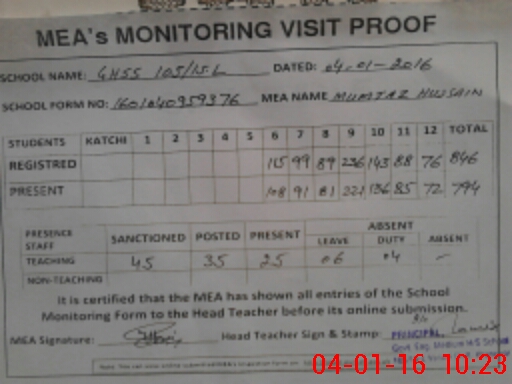 MEA's MONITORING VISIT PROOF
SCHOOL NAME: GHSS 105/15.L DATED: 04-01-2016
SCHOOL FORM NO: 1601040959376 MEA NAME MUMTAZ HUSSAIN
STUDENTS KATCHI 1 2 3 4 5 6 7 8 9 10 11 12 TOTAL
REGISTRED 115 99 89 236 143 88 76 846
PRESENT 108 91 81 221 136 85 72 794
PRESENCE STAFF SANCTIONED POSTED PRESENT ABSENT
LEAVE DUTY ABSENT
TEACHING 45 35 25 06 04 –
NON-TEACHING
It is certified that the MEA has shown all entries of the School
Monitoring Form to the Head Teacher before its online submission.
MEA Signature: Head Teacher Sign & Stamp: PRINCIPAL
04-01-16 10:23